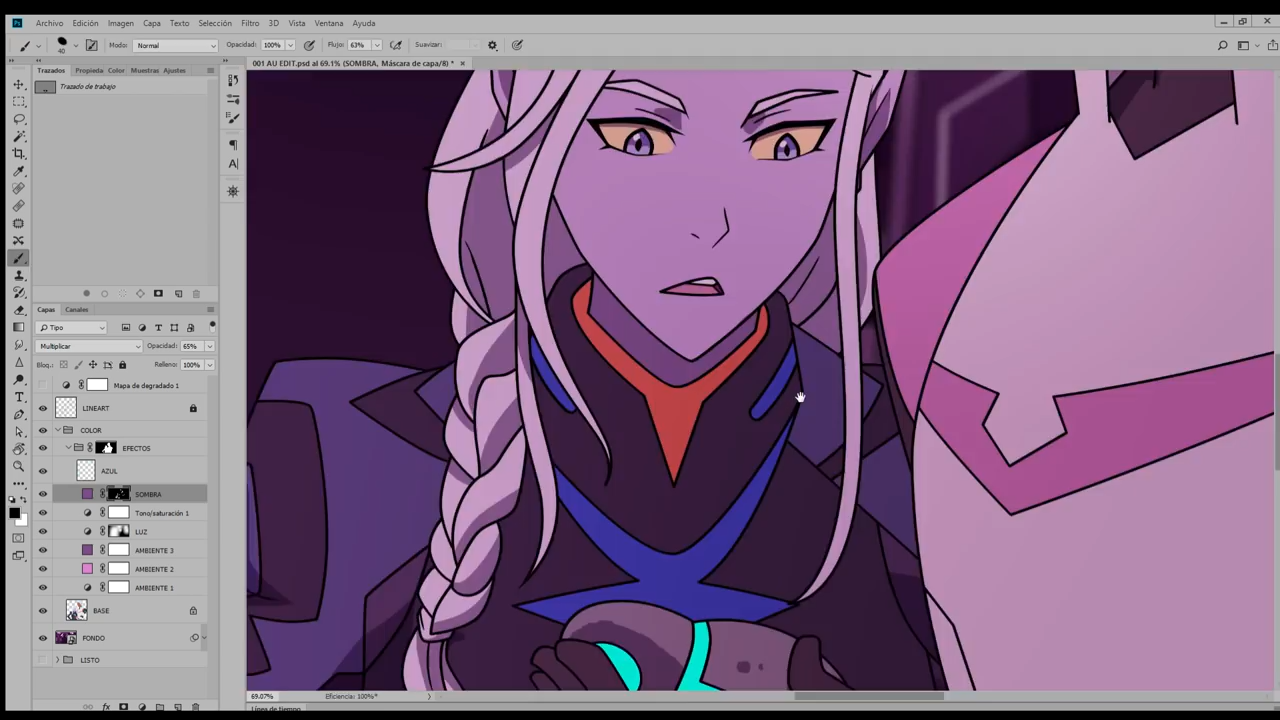 Ps Archivo Edición Imagen Capa Texto Selección Filtro 3D Vista Ventana Ayuda
40 Modo: Normal Opacidad: 100% Flujo: 63% Suavizar:
Trazados Propieda Color Muestras Ajustes
001 AU EDIT.psd al 69.1% (SOMBRA, Máscara de capa/8) *
Trazado de trabajo
Capas Canales
Tipo
Multiplicar Opacidad: 65%
Bloq.: Relleno: 100%
Mapa de degradado 1
LINEART
COLOR
EFECTOS
AZUL
SOMBRA
Tono/saturación 1
LUZ
AMBIENTE 3
AMBIENTE 2
AMBIENTE 1
BASE
FONDO
LISTO
69.07% Eficiencia: 100%*
Línea de tiempo